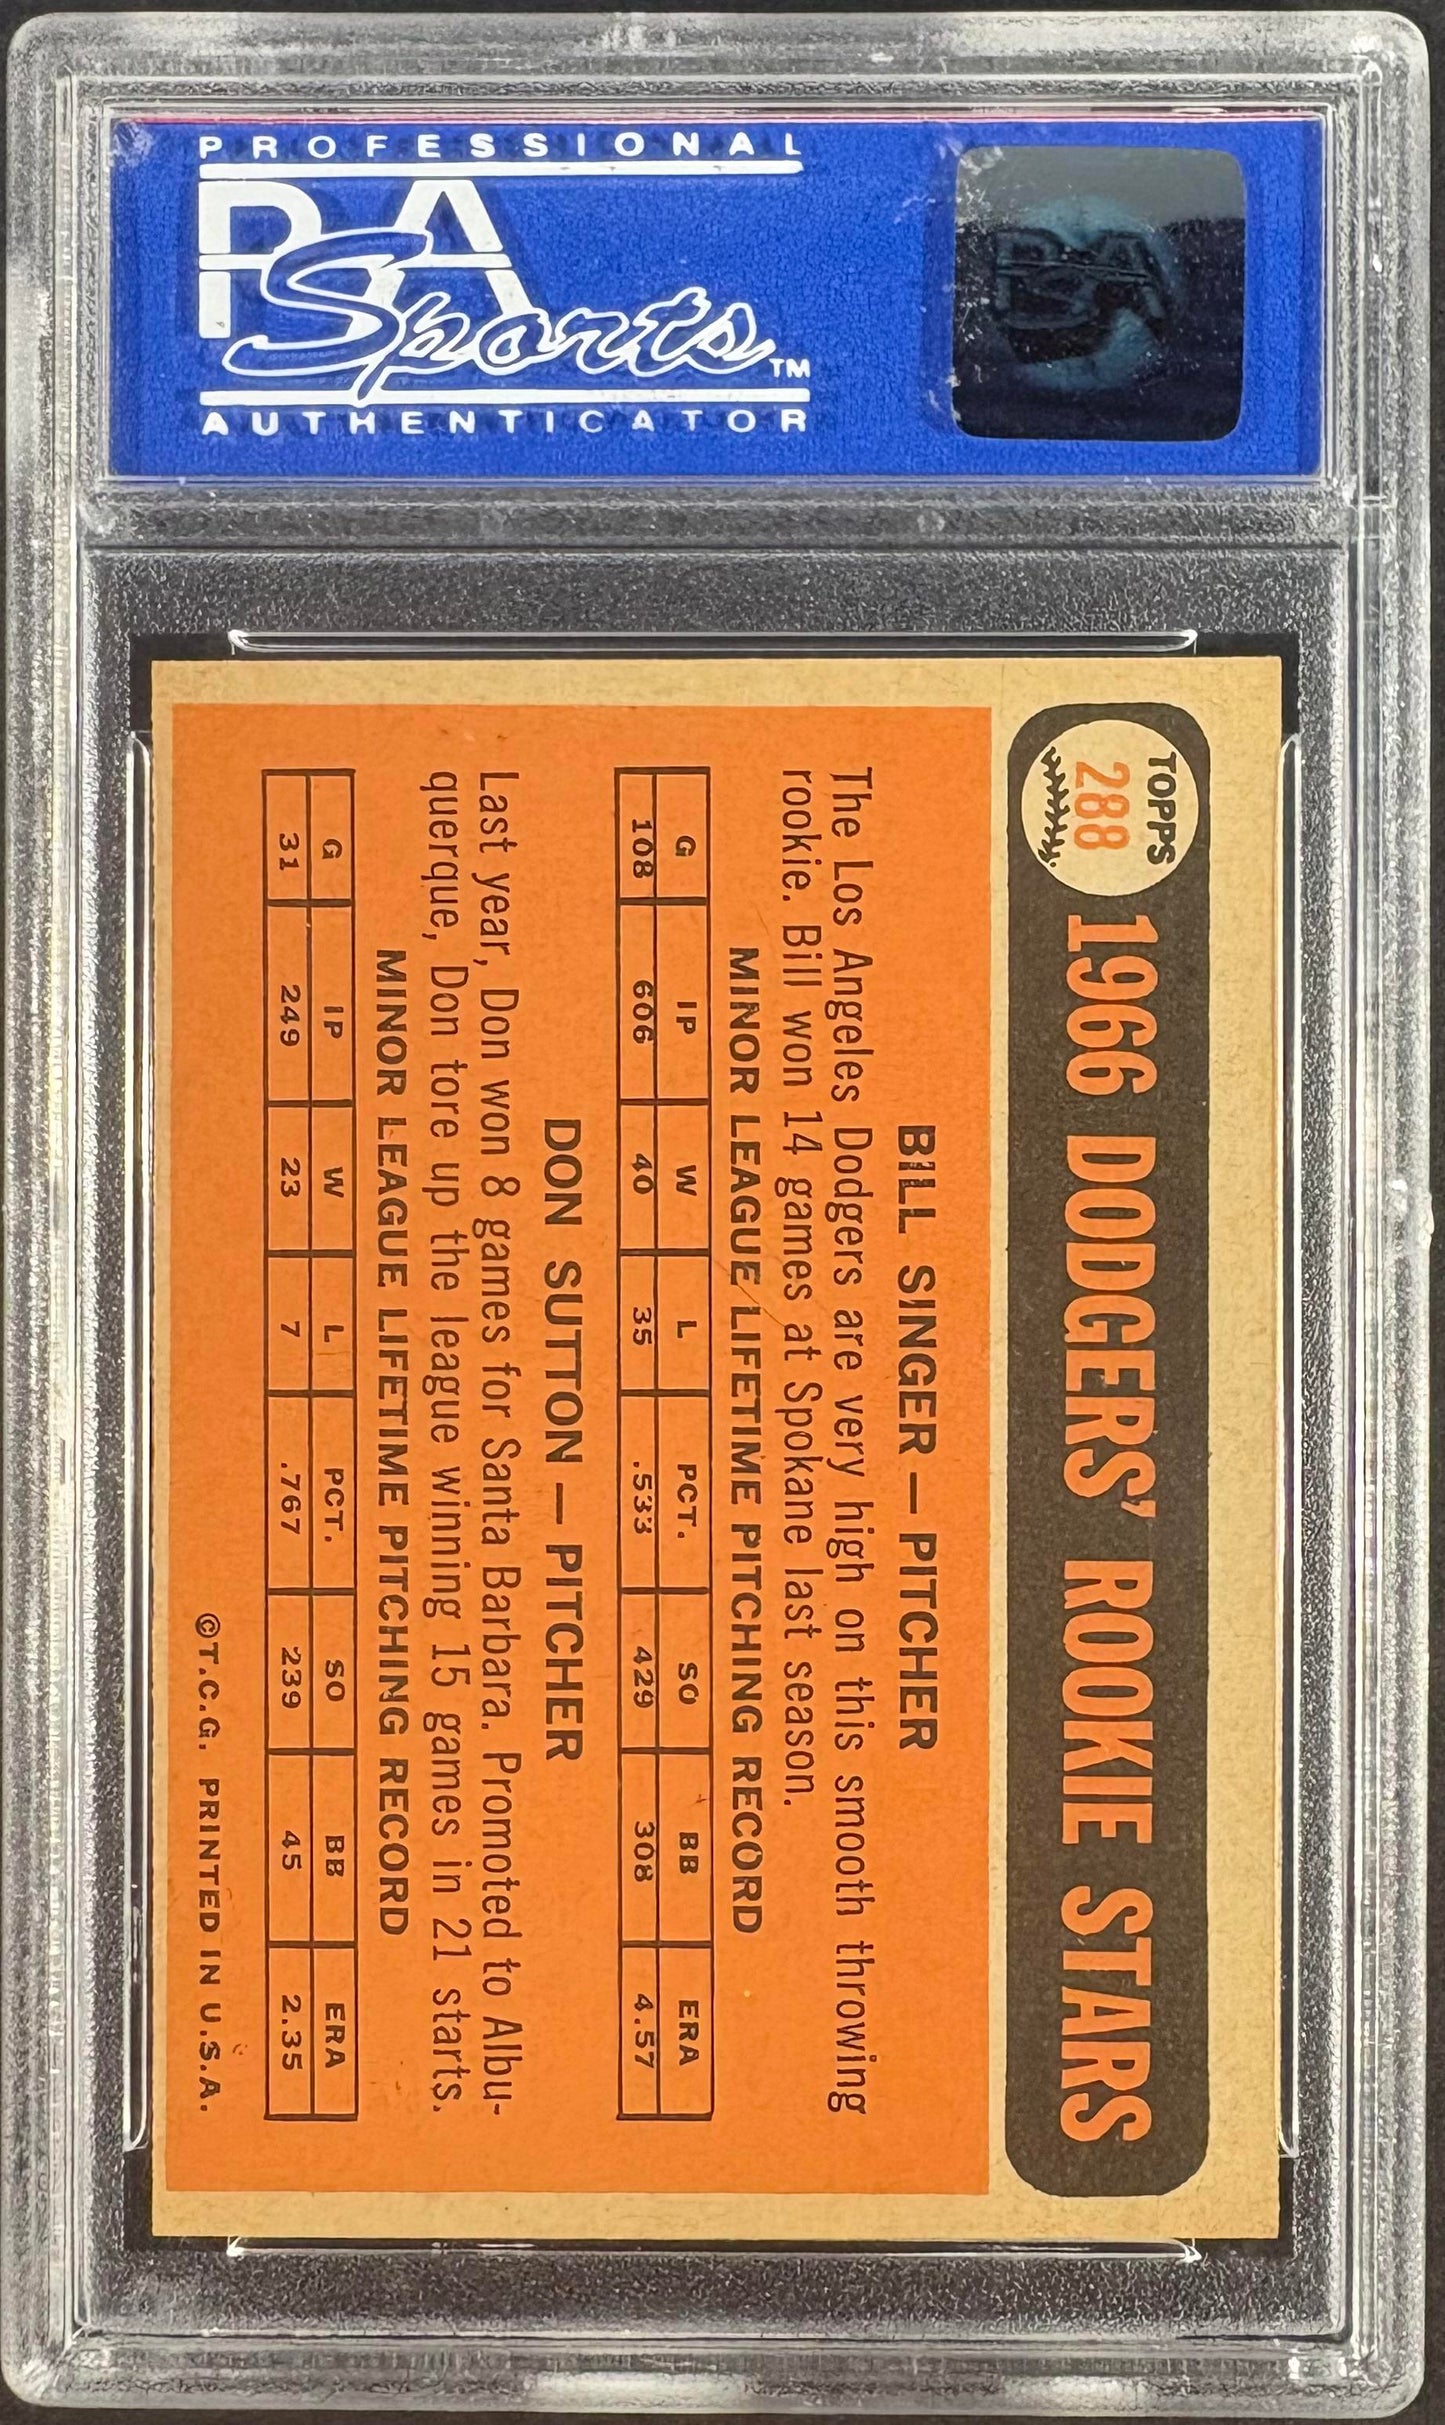 PROFESSIONAL
PSA
Sports™
AUTHENTICATOR
PSA
TOPPS
288
1966 DODGERS' ROOKIE STARS
BILL SINGER — PITCHER
The Los Angeles Dodgers are very high on this smooth throwing
rookie. Bill won 14 games at Spokane last season.
MINOR LEAGUE LIFETIME PITCHING RECORD
G IP W L PCT. SO BB ERA
108 606 40 35 .533 429 308 4.57
DON SUTTON — PITCHER
Last year, Don won 8 games for Santa Barbara. Promoted to Albu-
querque, Don tore up the league winning 15 games in 21 starts.
MINOR LEAGUE LIFETIME PITCHING RECORD
G IP W L PCT. SO BB ERA
31 249 23 7 .767 239 45 2.35
©T.C.G. PRINTED IN U.S.A.